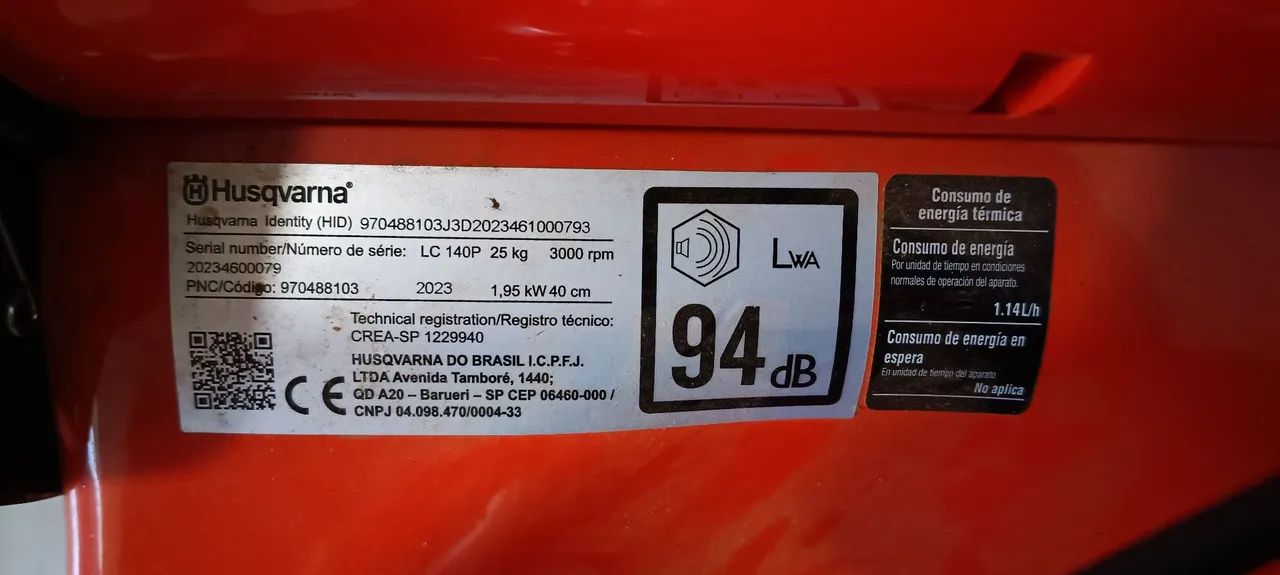 Husqvarna®
Husqvarna Identity (HID) 970488103J3D2023461000793
Serial number/Número de série: LC 140P 25 kg 3000 rpm
20234600079
PNC/Código: 970488103 2023 1,95 kW 40 cm
Technical registration/Registro técnico:
CREA-SP 1229940
HUSQVARNA DO BRASIL I.C.P.F.J.
LTDA Avenida Tamboré, 1440;
QD A20 – Barueri – SP CEP 06460-000 /
CNPJ 04.098.470/0004-33
CE
LWA
94 dB
Consumo de
energía térmica
Consumo de energía
Por unidad de tiempo en condiciones
normales de operación del aparato.
1.14L/h
Consumo de energía en
espera
En unidad de tiempo del aparato
No aplica